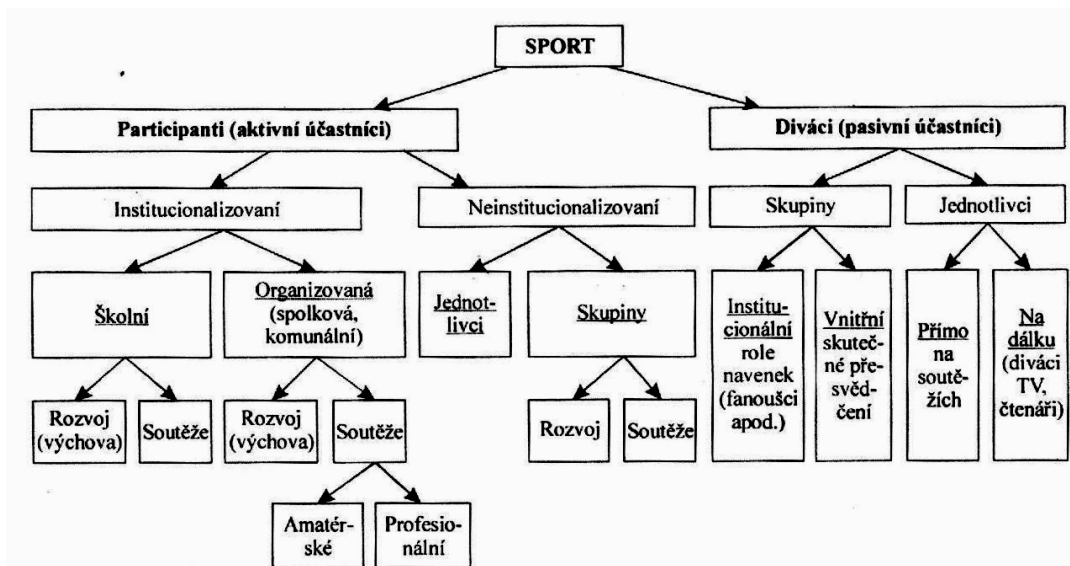 SPORT
Participanti (aktivní účastníci)
Diváci (pasivní účastníci)
Institucionalizovaní
Neinstitucionalizovaní
Skupiny
Jednotlivci
Školní
Organizovaná
(spolková,
komunální)
Jednot-
livci
Skupiny
Institu-
cionální
role
navenek
(fanoušci
apod.)
Vnitřní
skuteč-
né pře-
svěd-
čení
Přímo
na
soutě-
žích
Na
dálku
(diváci
TV,
čtenáři)
Rozvoj
(výchova)
Soutěže
Rozvoj
(výchova)
Soutěže
Rozvoj
Soutěže
Amatér-
ské
Profesio-
nální